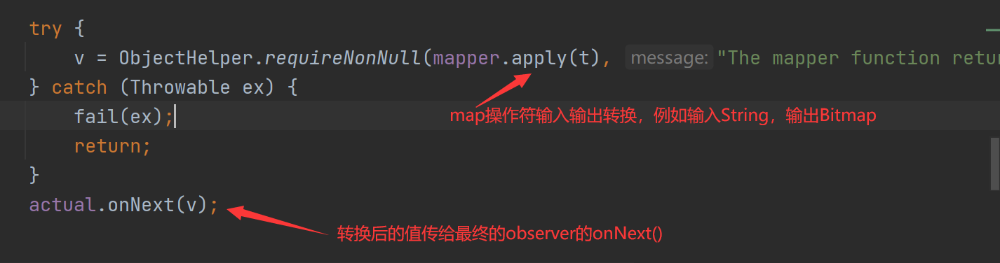 try {
v = ObjectHelper.requireNonNull(mapper.apply(t), message: "The mapper function retur
} catch (Throwable ex) {
fail(ex);
map操作符输入输出转换，例如输入String，输出Bitmap
return;
}
actual.onNext(v);
转换后的值传给最终的observer的onNext()